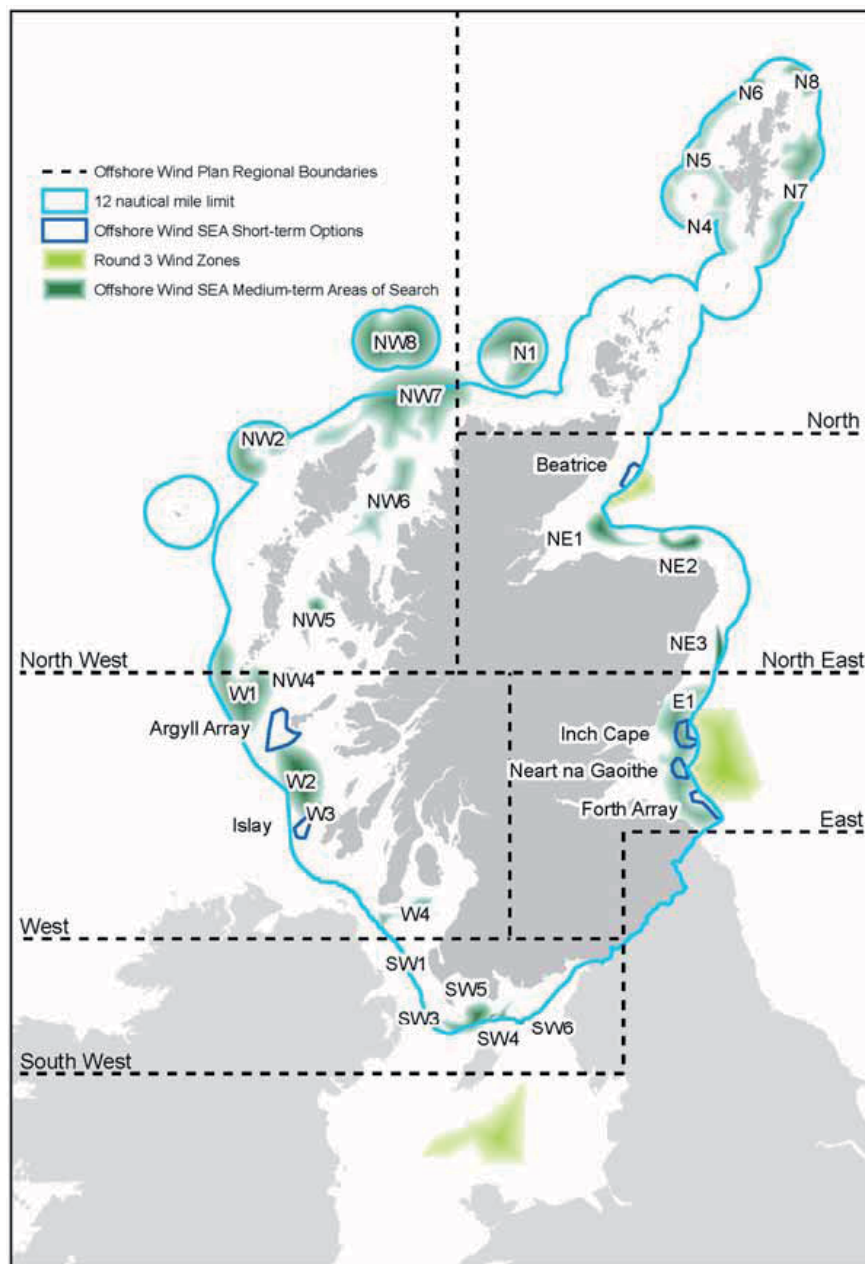 N8
N6
N5
N7
N4
Offshore Wind Plan Regional Boundaries
12 nautical mile limit
Offshore Wind SEA Short-term Options
Round 3 Wind Zones
Offshore Wind SEA Medium-term Areas of Search
NW8
N1
NW7
NW2
North
Beatrice
NW6
NE1
NE2
NW5
NE3
North West
North East
NW4
W1
E1
Argyll Array
Inch Cape
Neart na Gaoithe
W2
Forth Array
W3
Islay
East
W4
West
SW1
SW5
SW3
SW4
SW6
South West